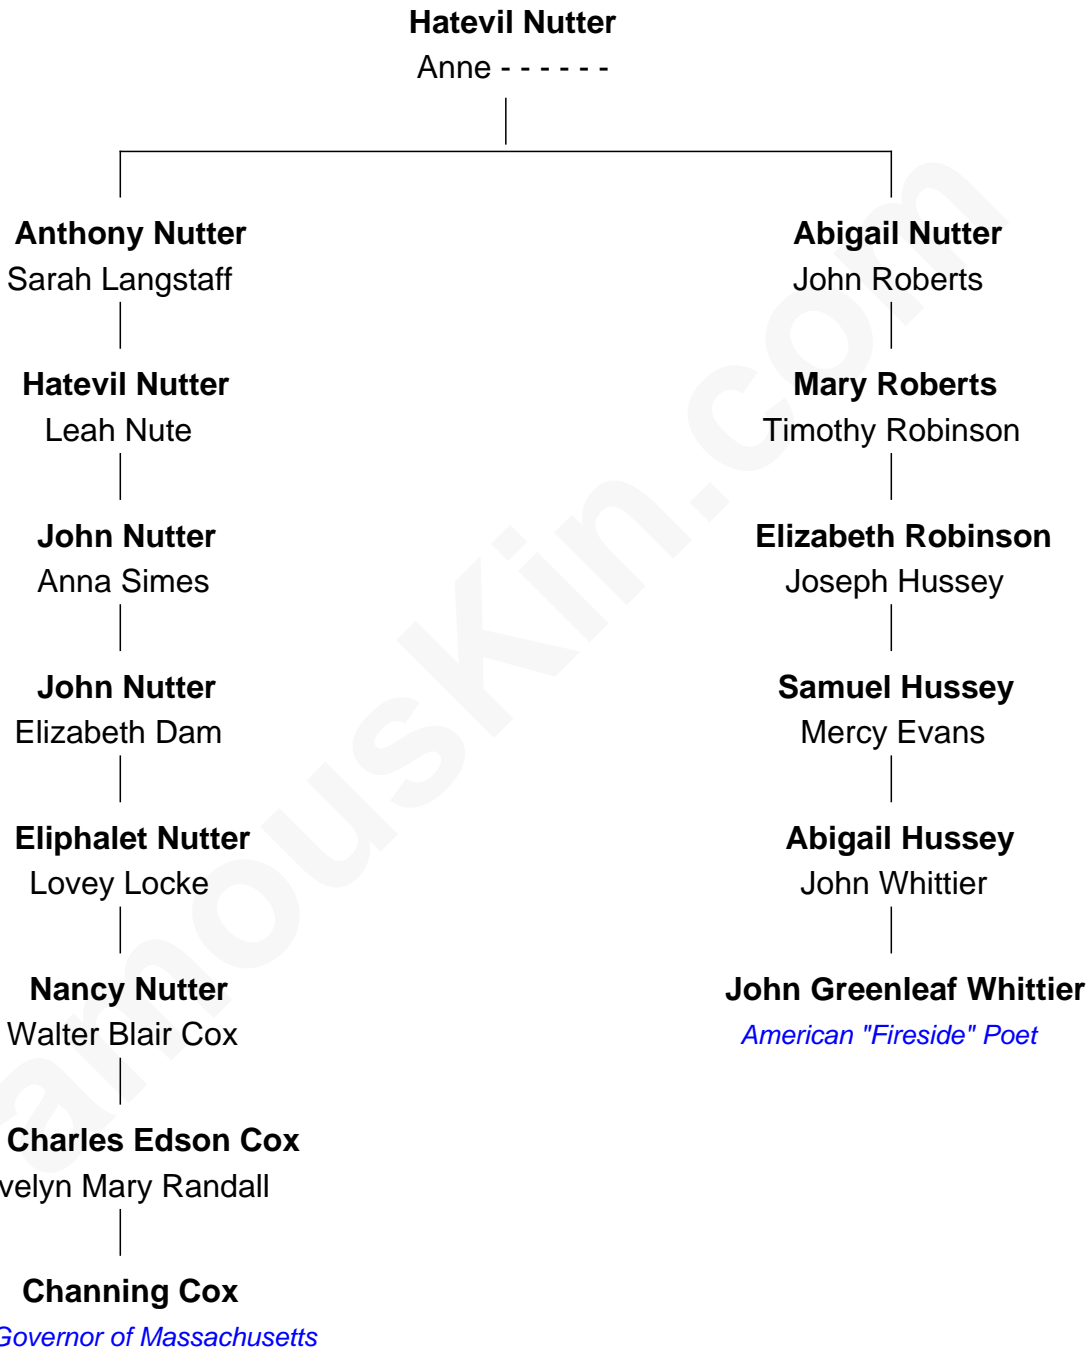 Hatevil Nutter
Anne - - - - - -
Anthony Nutter
Sarah Langstaff
Hatevil Nutter
Leah Nute
John Nutter
Anna Simes
John Nutter
Elizabeth Dam
Eliphalet Nutter
Lovey Locke
Nancy Nutter
Walter Blair Cox
Charles Edson Cox
velyn Mary Randall
Channing Cox
Governor of Massachusetts
Abigail Nutter
John Roberts
Mary Roberts
Timothy Robinson
Elizabeth Robinson
Joseph Hussey
Samuel Hussey
Mercy Evans
Abigail Hussey
John Whittier
John Greenleaf Whittier
American "Fireside" Poet
amousKin.com